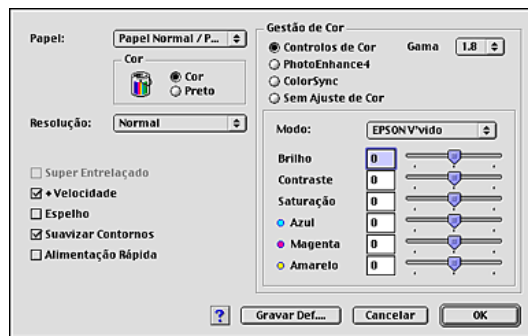 Papel:
Papel Normal / P...
Cor
Cor
Preto
Resolução:
Normal
Super Entrelaçado
+ Velocidade
Espelho
Suavizar Contornos
Alimentação Rápida
Gestão de Cor
Controlos de Cor
Gama
1.8
PhotoEnhance4
ColorSync
Sem Ajuste de Cor
Modo:
EPSON V'vido
Brilho
0
Contraste
0
Saturação
0
Azul
0
Magenta
0
Amarelo
0
?
Gravar Def....
Cancelar
OK